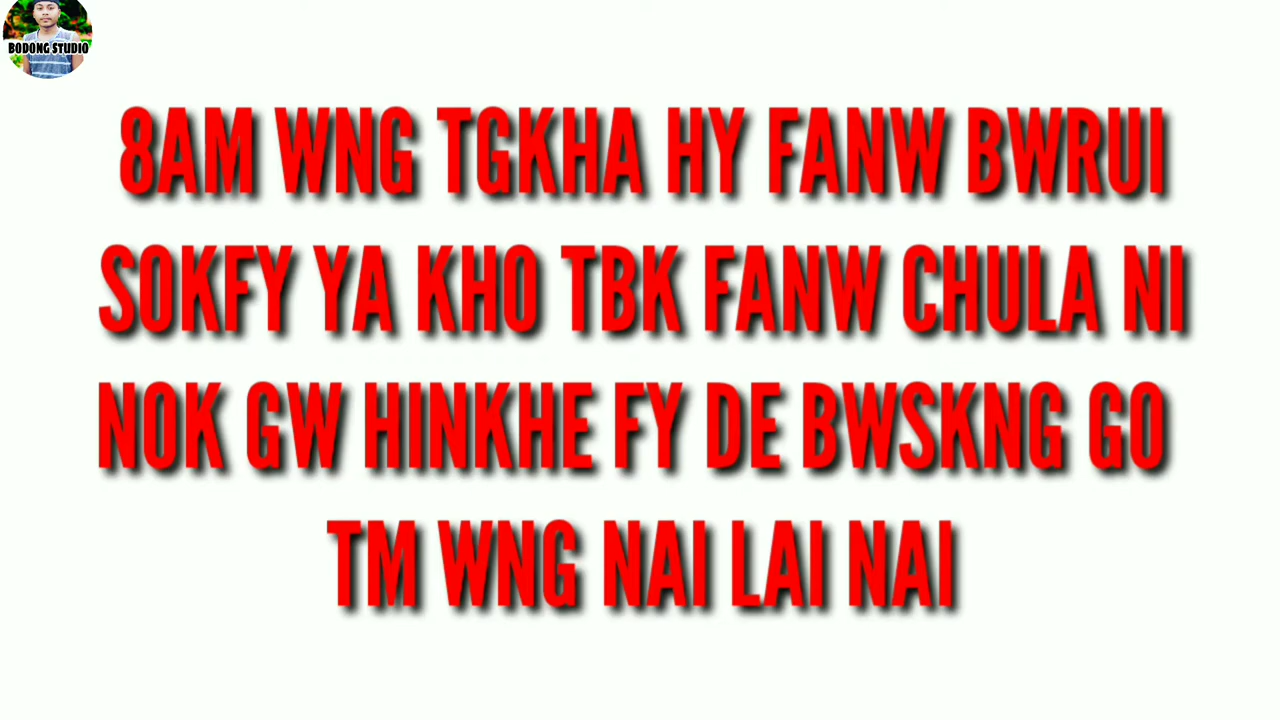 BODONG STUDIO
8AM WNG TGKHA HY FANW BWRUI
SOKFY YA KHO TBK FANW CHULA NI
NOK GW HINKHE FY DE BWSKNG GO
TM WNG NAI LAI NAI